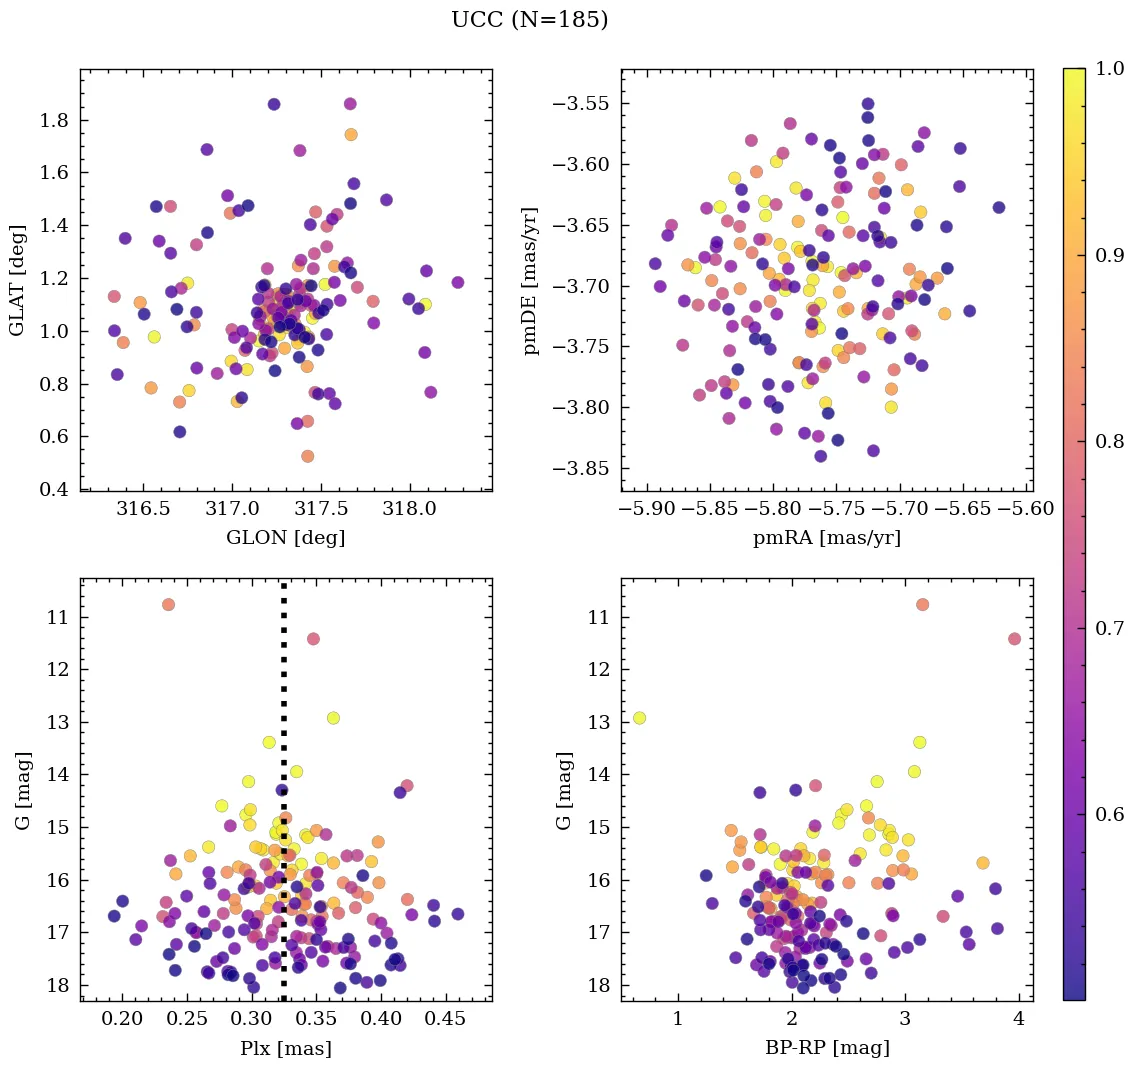 UCC (N=185)
1.8
1.6
1.4
1.2
1.0
0.8
0.6
0.4
GLAT [deg]
316.5 317.0 317.5 318.0
GLON [deg]
−3.55
−3.60
−3.65
−3.70
−3.75
−3.80
−3.85
pmDE [mas/yr]
−5.90 −5.85 −5.80 −5.75 −5.70 −5.65 −5.60
pmRA [mas/yr]
11
12
13
14
15
16
17
18
G [mag]
0.20 0.25 0.30 0.35 0.40 0.45
Plx [mas]
11
12
13
14
15
16
17
18
G [mag]
1 2 3 4
BP-RP [mag]
1.0
0.9
0.8
0.7
0.6